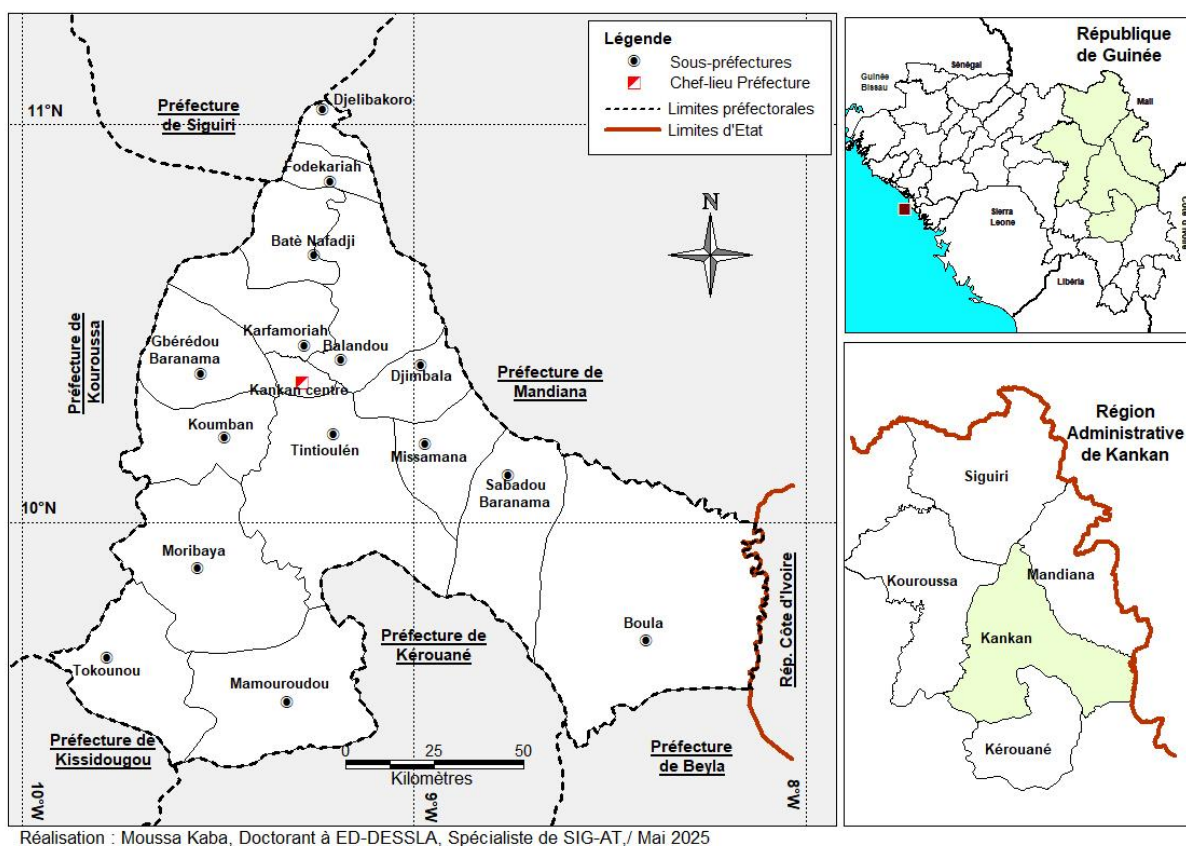 Légende
Sous-préfectures
Chef-lieu Préfecture
Limites préfectorales
Limites d'Etat
Djelibakoro
11°N
Préfecture
de Siguiri
Fodekariah
N
Batè Nafadji
Karfamoriah
Gbérédou
Baranama
Balandou
Djimbala
Kankan centre
Préfecture de
Kouroussa
Préfecture de
Mandiana
Koumban
Tintioulén
Missamana
Sabadou
Baranama
10°N
Moribaya
Boula
Rép. Côte d'Ivoire
Préfecture de
Kérouané
Tokounou
Mamouroudou
Préfecture de
Kissidougou
0 25 50
Kilomètres
Préfecture
de Beyla
10°W
9°W
8°W
République
de Guinée
Sénégal
Guinée
Bissau
Mali
Sierra
Leone
Côte d'Ivoire
Libéria
Région
Administrative
de Kankan
Siguiri
Kouroussa
Mandiana
Kankan
Kérouané
Réalisation : Moussa Kaba, Doctorant à ED-DESSLA, Spécialiste de SIG-AT,/ Mai 2025